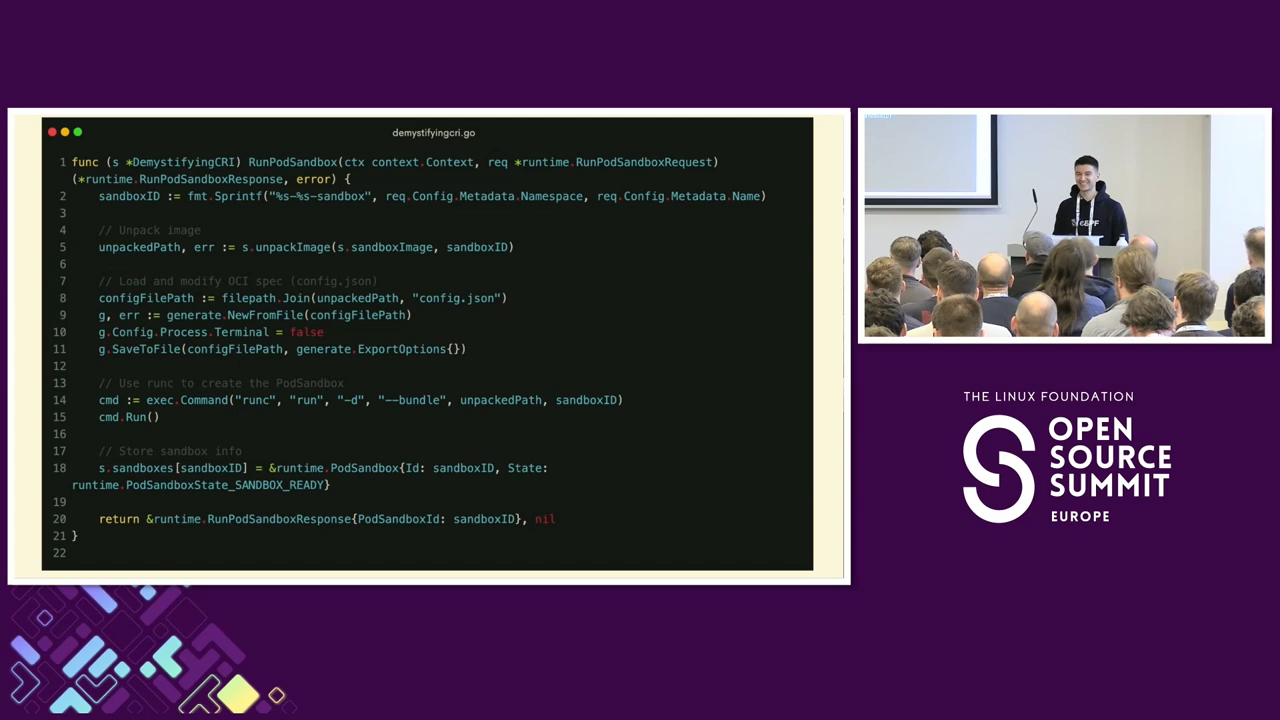 demystifyingcri.go
1 func (s *DemystifyingCRI) RunPodSandbox(ctx context.Context, req *runtime.RunPodSandboxRequest)
(*runtime.RunPodSandboxResponse, error) {
2 sandboxID := fmt.Sprintf("%s-%s-sandbox", req.Config.Metadata.Namespace, req.Config.Metadata.Name)
3
4 // Unpack image
5 unpackedPath, err := s.unpackImage(s.sandboxImage, sandboxID)
6
7 // Load and modify OCI spec (config.json)
8 configFilePath := filepath.Join(unpackedPath, "config.json")
9 g, err := generate.NewFromFile(configFilePath)
10 g.Config.Process.Terminal = false
11 g.SaveToFile(configFilePath, generate.ExportOptions{})
12
13 // Use runc to create the PodSandbox
14 cmd := exec.Command("runc", "run", "-d", "--bundle", unpackedPath, sandboxID)
15 cmd.Run()
16
17 // Store sandbox info
18 s.sandboxes[sandboxID] = &runtime.PodSandbox{Id: sandboxID, State:
runtime.PodSandboxState_SANDBOX_READY}
19
20 return &runtime.RunPodSandboxResponse{PodSandboxId: sandboxID}, nil
21 }
22
eBPF
THE LINUX FOUNDATION
OPEN
SOURCE
SUMMIT
EUROPE